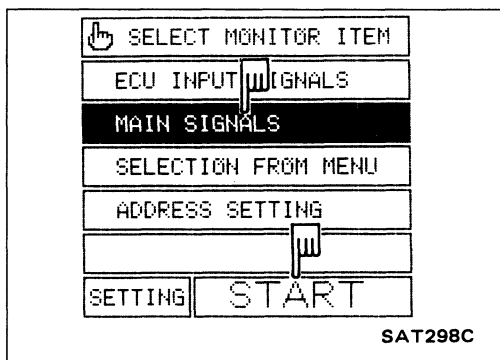 SELECT MONITOR ITEM
ECU INPUT SIGNALS
MAIN SIGNALS
SELECTION FROM MENU
ADDRESS SETTING
SETTING START
SAT298C